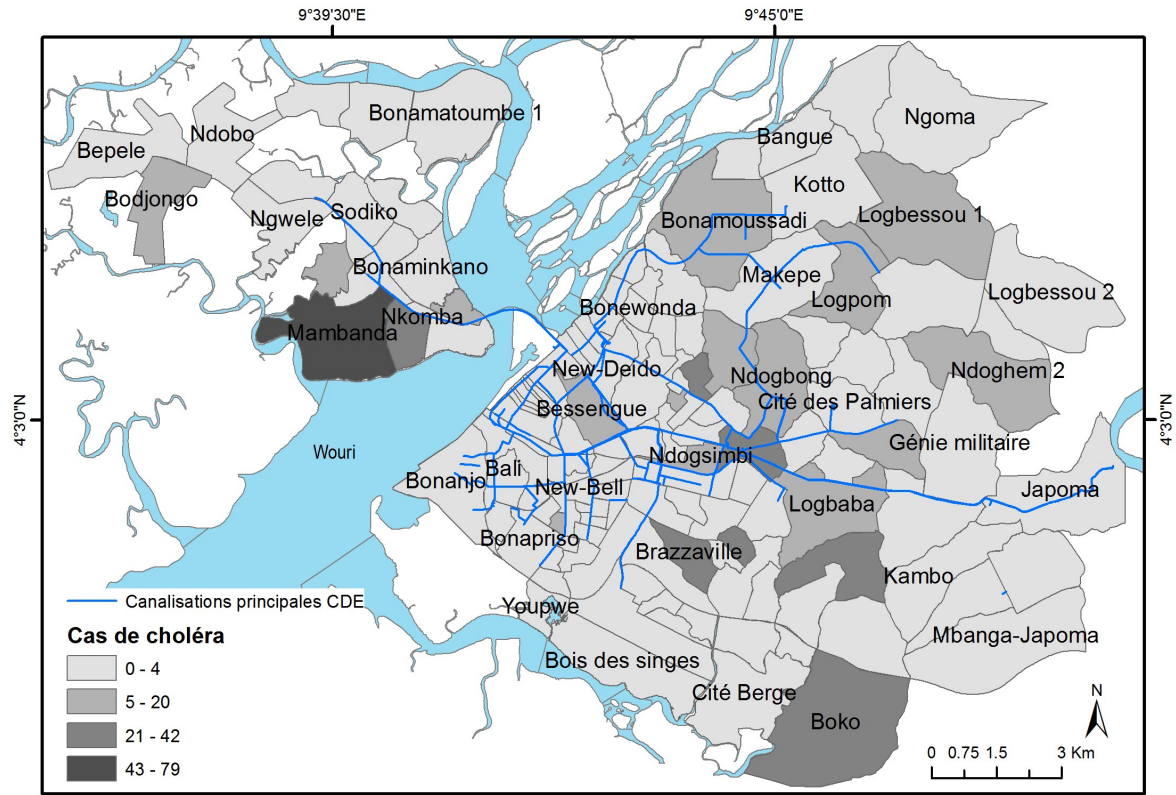 9°39'30"E
9°45'0"E
Bonamatoumbe 1
Ngoma
Ndobo
Bangue
Bepele
Kotto
Bodjongo
Ngwele
Sodiko
Bonamoussadi
Logbessou 1
Bonaminkano
Makepe
Logpom
Logbessou 2
Bonewonda
Mambanda
Nkomba
New-Deido
Ndogbong
Ndoghem 2
Cité des Palmiers
Bessengue
4°3'0"N
4°3'0"N
Génie militaire
Wouri
Ndogsimbi
Bali
Bonanjo
New-Bell
Japoma
Logbaba
Bonapriso
Brazzaville
Kambo
Canalisations principales CDE
Youpwe
Cas de choléra
Mbanga-Japoma
0 - 4
Bois des singes
5 - 20
Cité Berge
N
21 - 42
Boko
0 0.75 1.5 3 Km
43 - 79